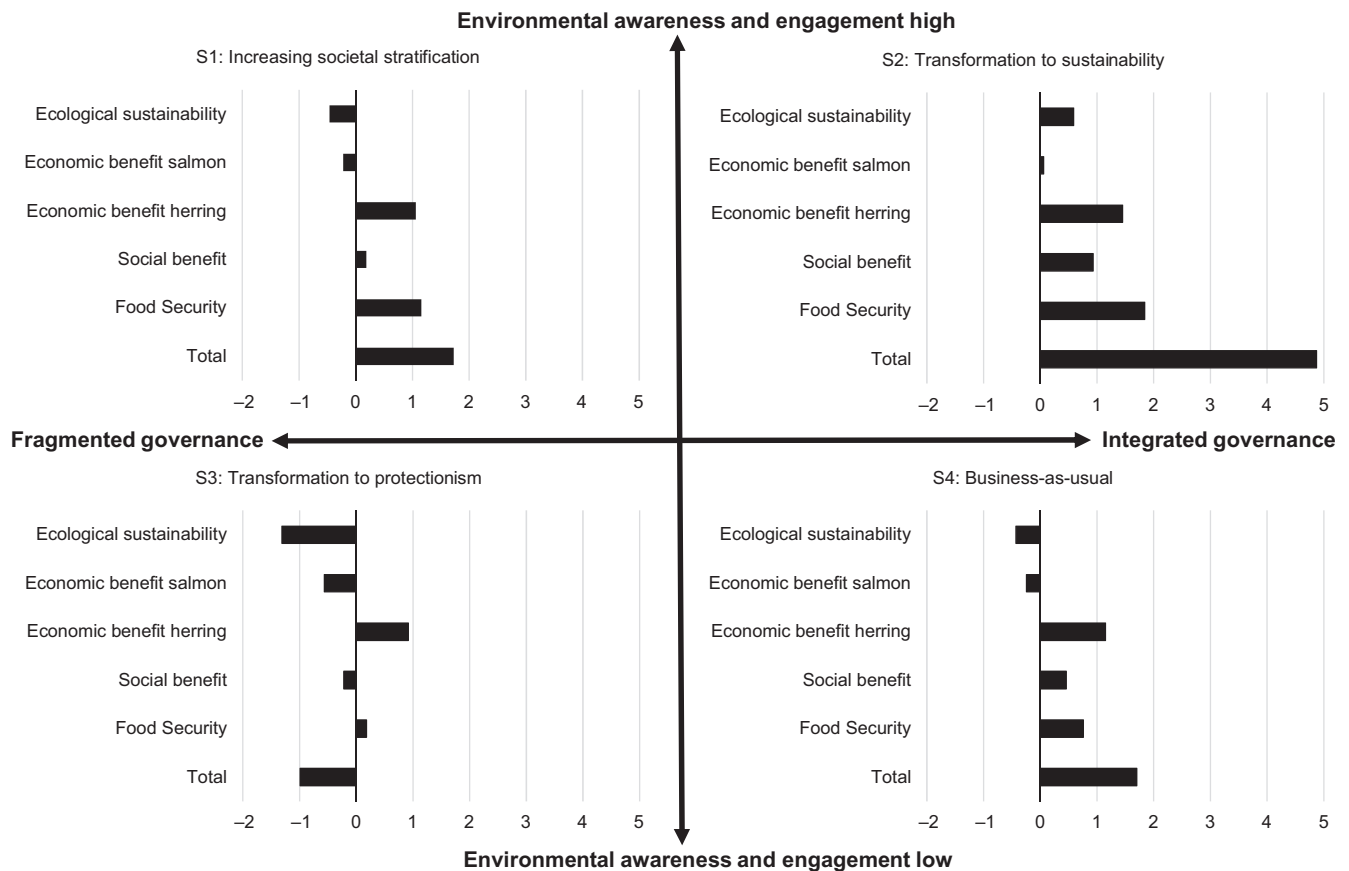 Environmental awareness and engagement high
S1: Increasing societal stratification
Ecological sustainability
Economic benefit salmon
Economic benefit herring
Social benefit
Food Security
Total
–2 –1 0 1 2 3 4 5
S2: Transformation to sustainability
Ecological sustainability
Economic benefit salmon
Economic benefit herring
Social benefit
Food Security
Total
–2 –1 0 1 2 3 4 5
Fragmented governance
Integrated governance
S3: Transformation to protectionism
Ecological sustainability
Economic benefit salmon
Economic benefit herring
Social benefit
Food Security
Total
–2 –1 0 1 2 3 4 5
S4: Business-as-usual
Ecological sustainability
Economic benefit salmon
Economic benefit herring
Social benefit
Food Security
Total
–2 –1 0 1 2 3 4 5
Environmental awareness and engagement low